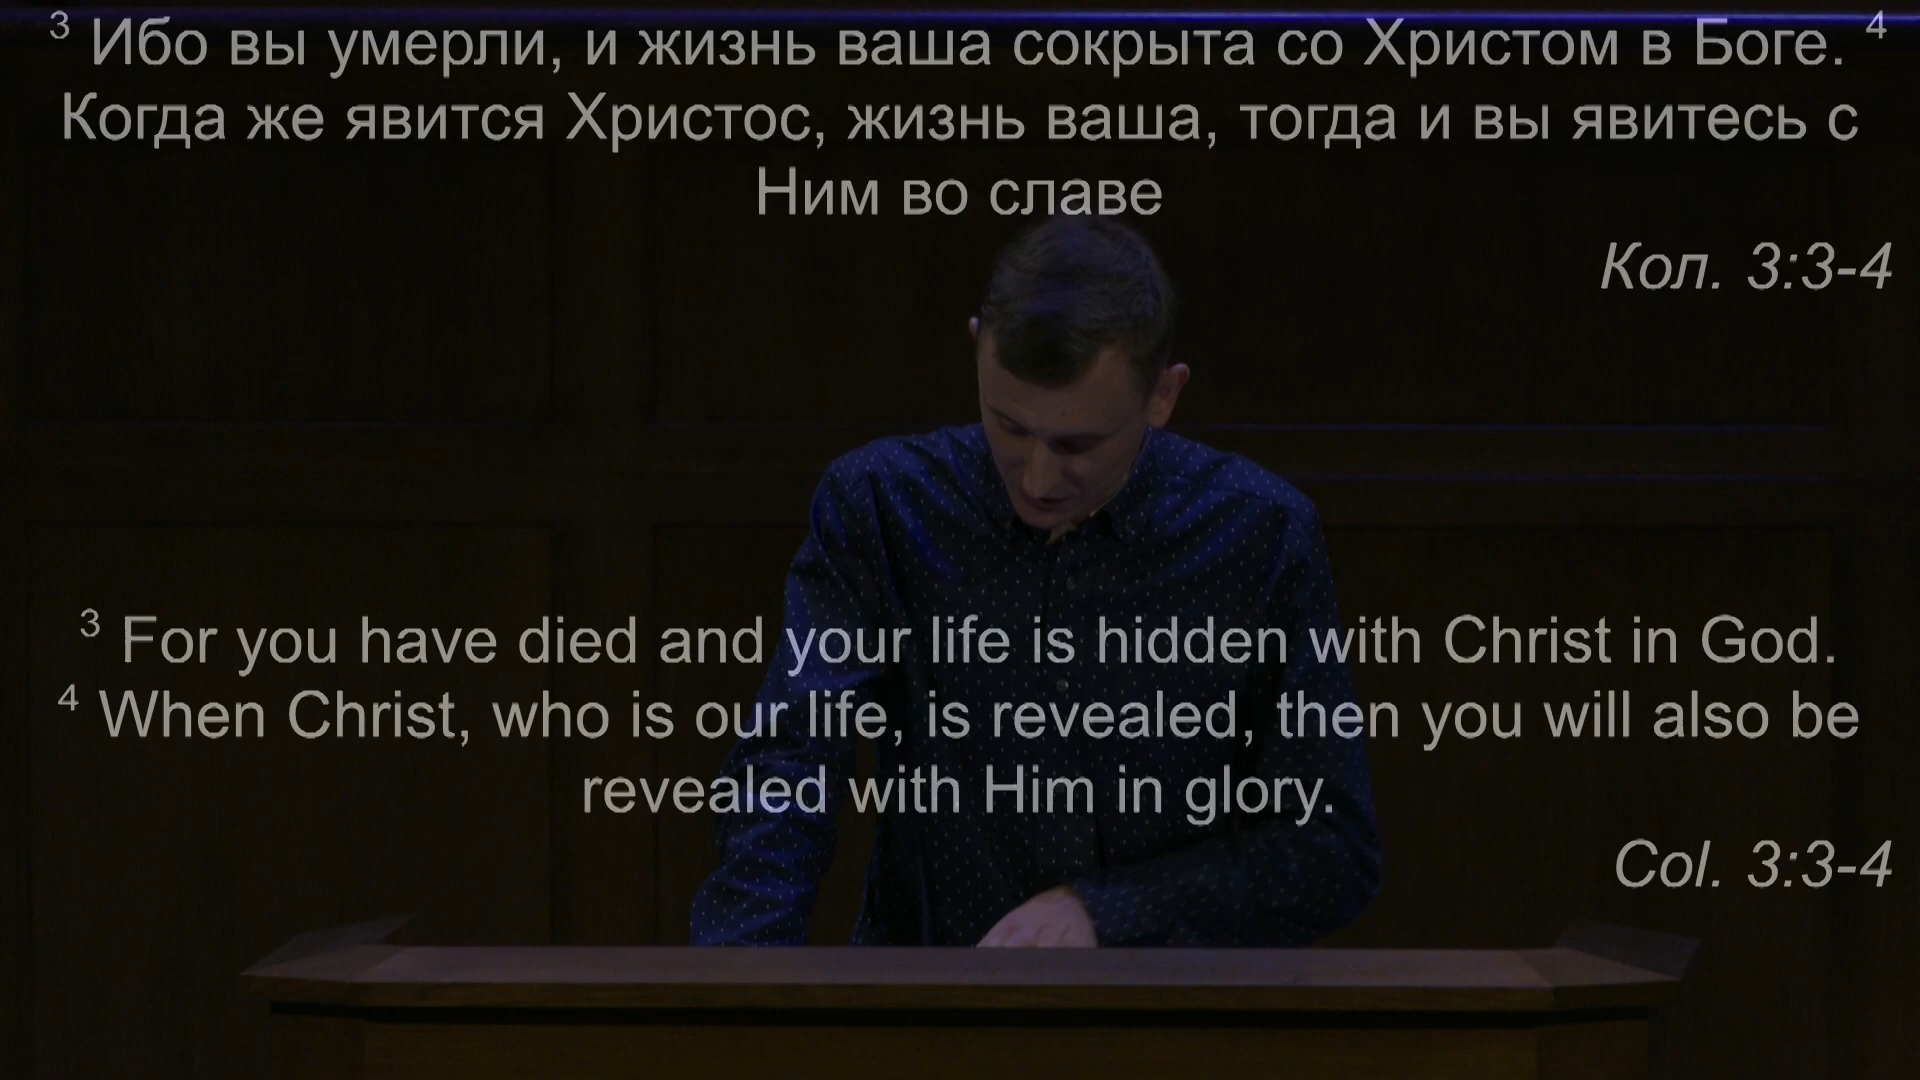 3 Ибо вы умерли, и жизнь ваша сокрыта со Христом в Боге. 4
Когда же явится Христос, жизнь ваша, тогда и вы явитесь с
Ним во славе
Кол. 3:3-4
3 For you have died and your life is hidden with Christ in God.
4 When Christ, who is our life, is revealed, then you will also be
revealed with Him in glory.
Col. 3:3-4